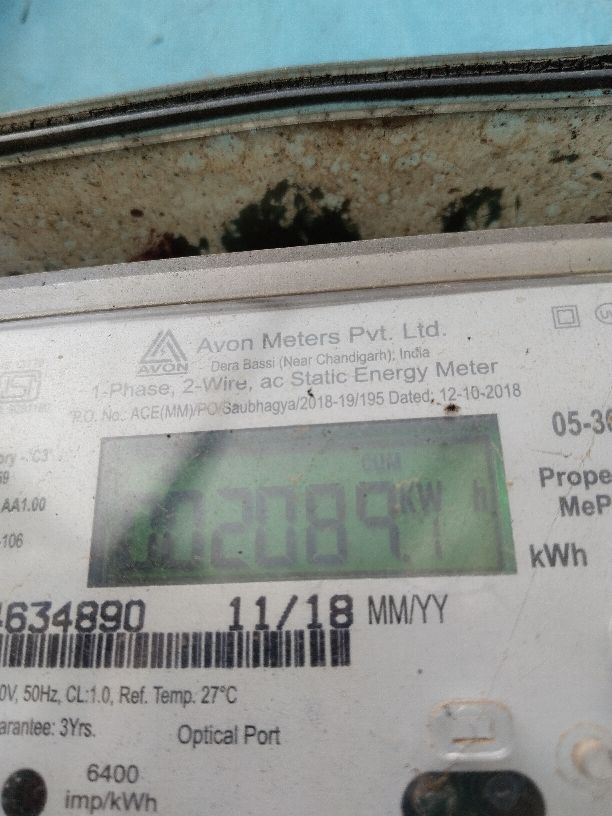 Avon Meters Pvt. Ltd.
AVON
Dera Bassi (Near Chandigarh), India
1-Phase, 2-Wire, ac Static Energy Meter
P.O. No.: ACE(MM)/PO/Saubhagya/2018-19/195 Dated: 12-10-2018
05-3
Prope
MeP
AA1.00
-106
CUM
002089.1 KW h
kWh
4634890 11/18 MM/YY
0V, 50Hz, CL:1.0, Ref. Temp. 27°C
arantee: 3Yrs.
Optical Port
6400
imp/kWh